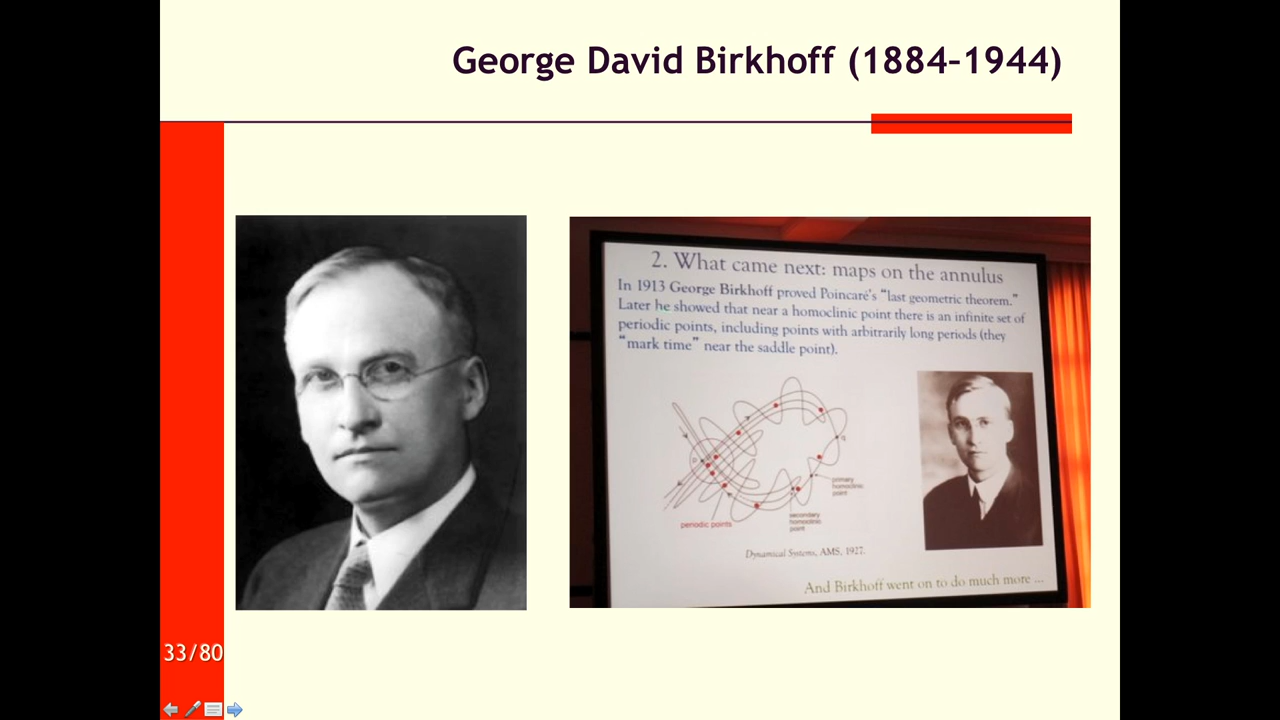 George David Birkhoff (1884–1944)
2. What came next: maps on the annulus
In 1913 George Birkhoff proved Poincaré's “last geometric theorem.”
Later he showed that near a homoclinic point there is an infinite set of
periodic points, including points with arbitrarily long periods (they
“mark time” near the saddle point).
q
p
primary
homoclinic
point
secondary
homoclinic
point
periodic points
Dynamical Systems, AMS, 1927.
And Birkhoff went on to do much more ...
33/80